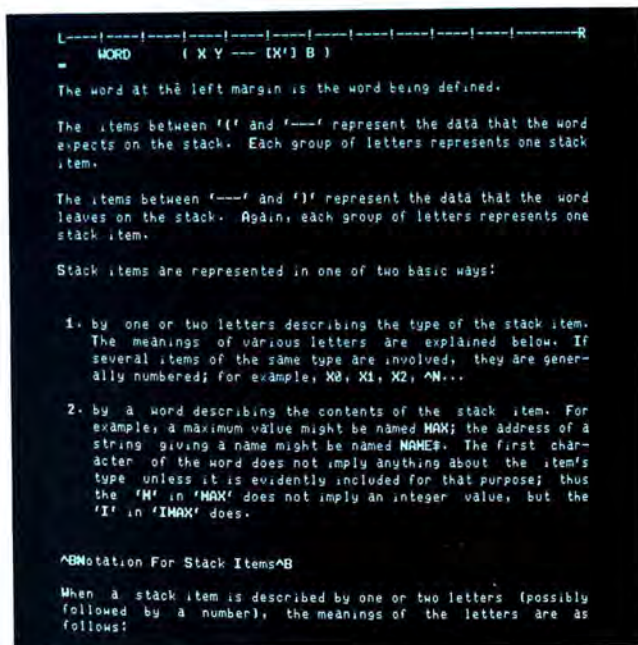 L----!----!----!----!----!----!----!----!----!----!-------R
WORD ( X Y --- [X'] B )
The word at the left margin is the word being defined.
The items between '(' and '---' represent the data that the word
expects on the stack. Each group of letters represents one stack
item.
The items between '---' and ')' represent the data that the word
leaves on the stack. Again, each group of letters represents one
stack item.
Stack items are represented in one of two basic ways:
1. by one or two letters describing the type of the stack item.
The meanings of various letters are explained below. If
several items of the same type are involved, they are gener-
ally numbered; for example, X0, X1, X2, ^N...
2. by a word describing the contents of the stack item. For
example, a maximum value might be named MAX; the address of a
string giving a name might be named NAME$. The first char-
acter of the word does not imply anything about the item's
type unless it is evidently included for that purpose; thus
the 'M' in 'MAX' does not imply an integer value, but the
'I' in 'IMAX' does.
^BNotation For Stack Items^B
When a stack item is described by one or two letters (possibly
followed by a number), the meanings of the letters are as
follows: